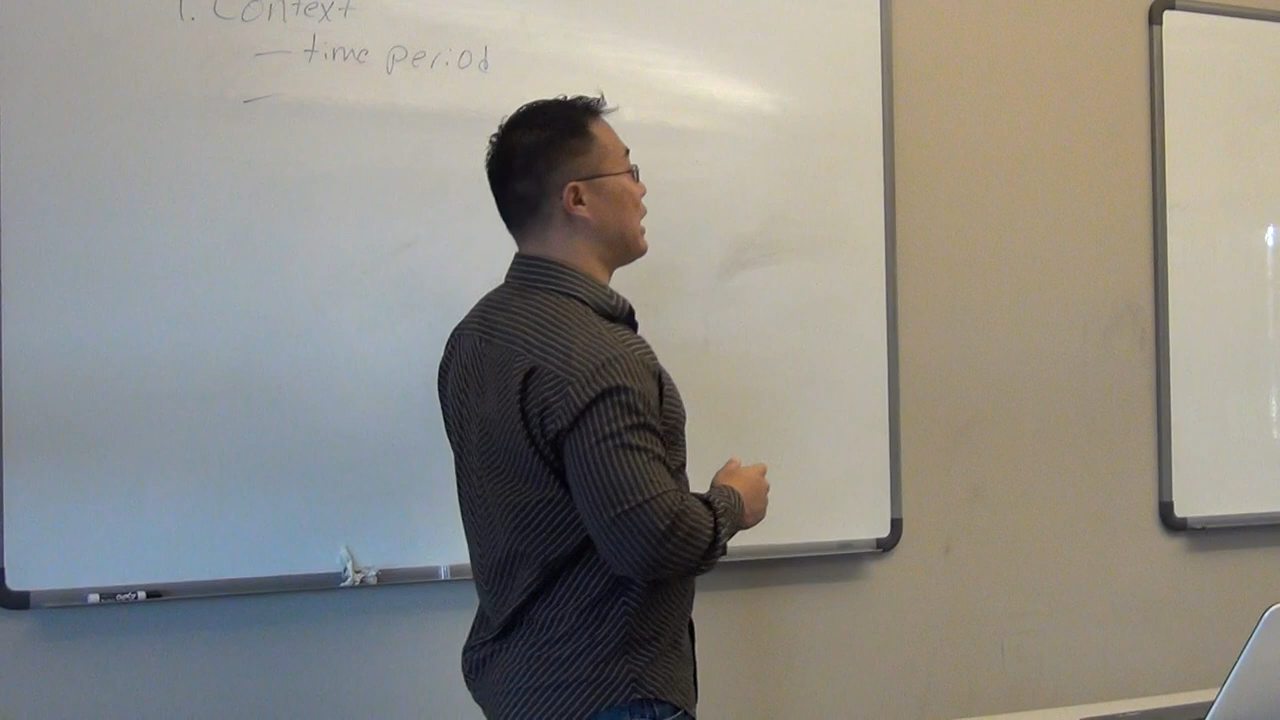 1. Context
— time period
—